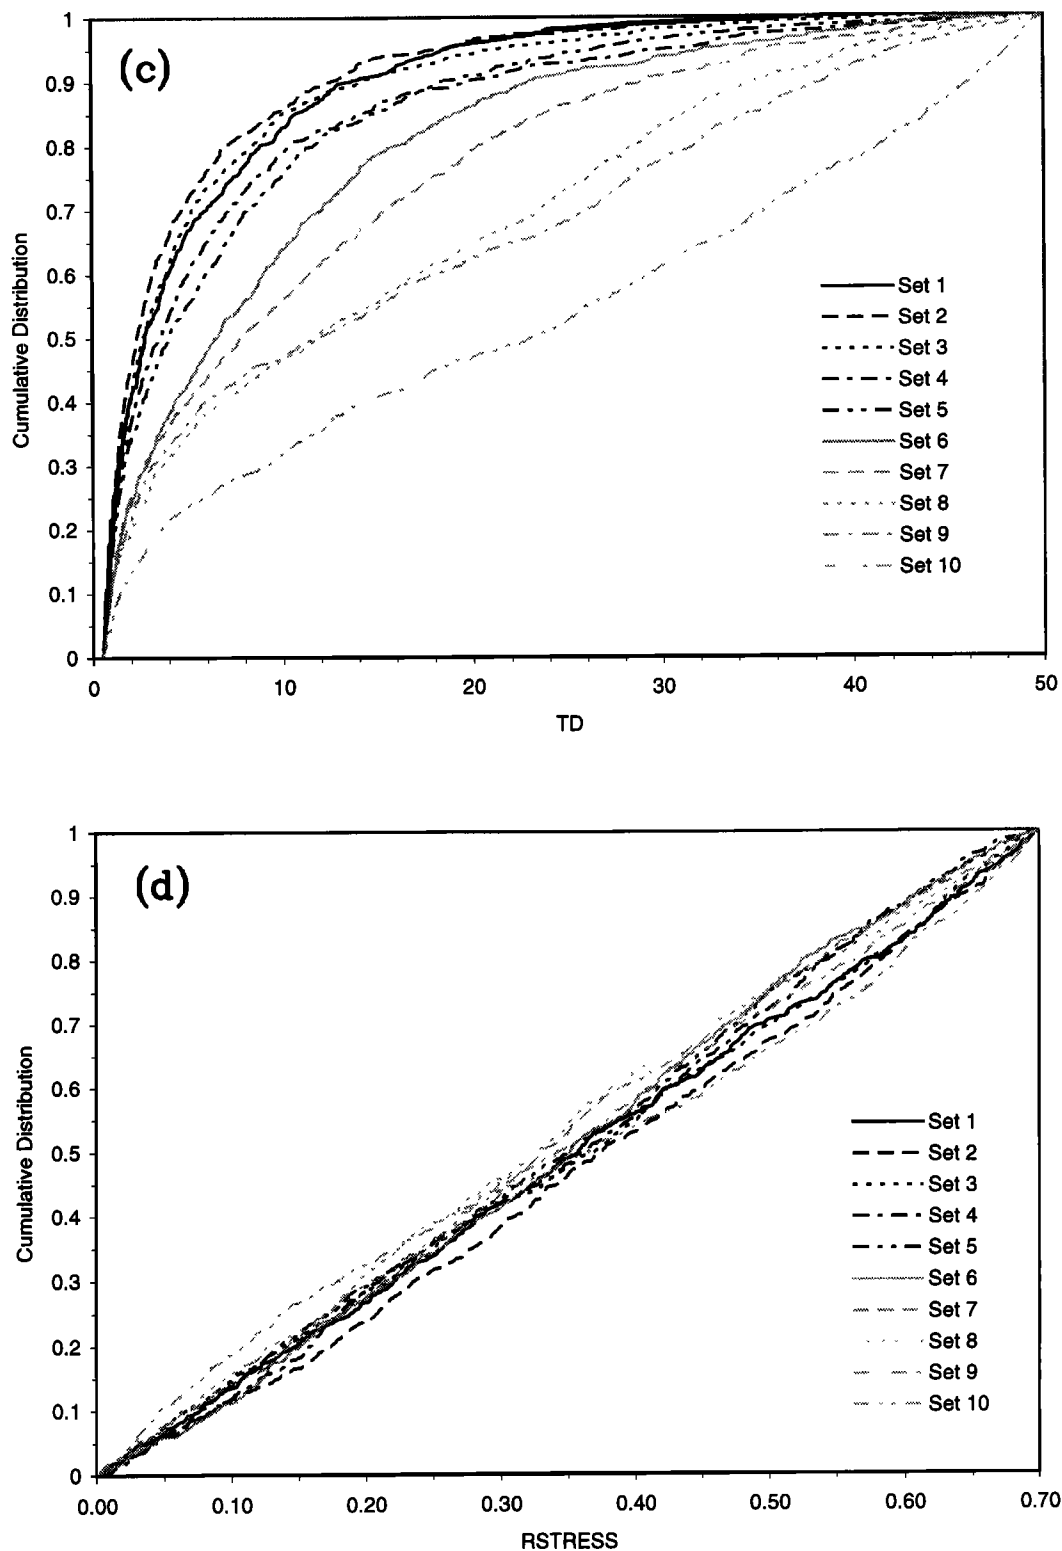 (c)
1
0.9
0.8
0.7
0.6
0.5
0.4
0.3
0.2
0.1
0
Cumulative Distribution
Set 1
Set 2
Set 3
Set 4
Set 5
Set 6
Set 7
Set 8
Set 9
Set 10
0 10 20 30 40 50
TD
(d)
1
0.9
0.8
0.7
0.6
0.5
0.4
0.3
0.2
0.1
0
Cumulative Distribution
Set 1
Set 2
Set 3
Set 4
Set 5
Set 6
Set 7
Set 8
Set 9
Set 10
0.00 0.10 0.20 0.30 0.40 0.50 0.60 0.70
RSTRESS